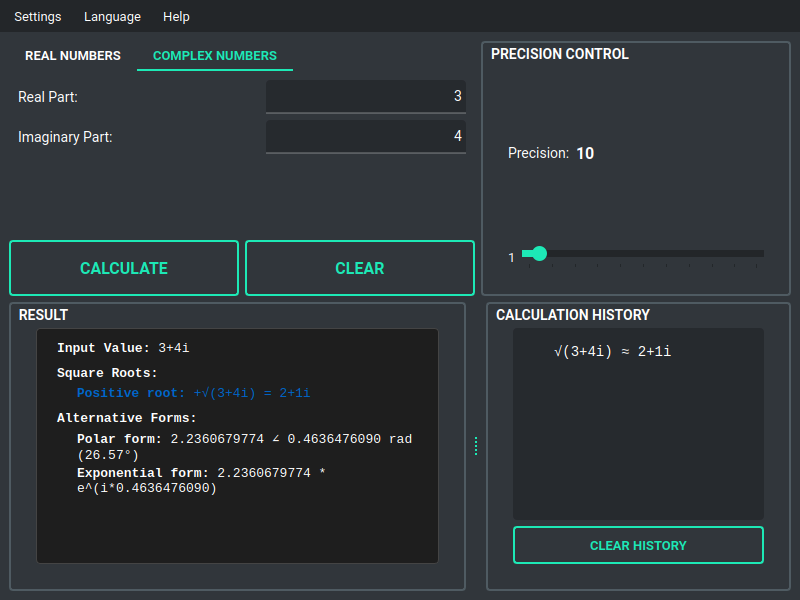 Settings Language Help
REAL NUMBERS COMPLEX NUMBERS
Real Part: 3
Imaginary Part: 4
CALCULATE CLEAR
PRECISION CONTROL
Precision: 10
1
RESULT
Input Value: 3+4i
Square Roots:
Positive root: +√(3+4i) = 2+1i
Alternative Forms:
Polar form: 2.2360679774 ∠ 0.4636476090 rad
(26.57°)
Exponential form: 2.2360679774 *
e^(i*0.4636476090)
CALCULATION HISTORY
√(3+4i) ≈ 2+1i
CLEAR HISTORY